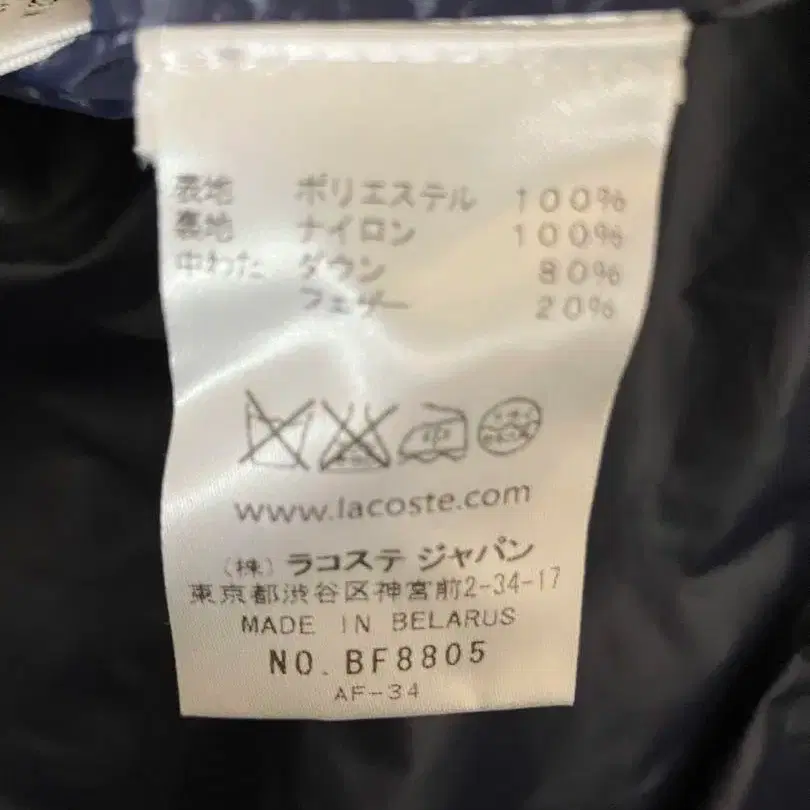 表地 ポリエステル 100%
裏地 ナイロン 100%
中わた ダウン 80%
フェザー 20%
www.lacoste.com
(株) ラコステ ジャパン
東京都渋谷区神宮前2-34-17
MADE IN BELARUS
NO. BF8805
AF-34